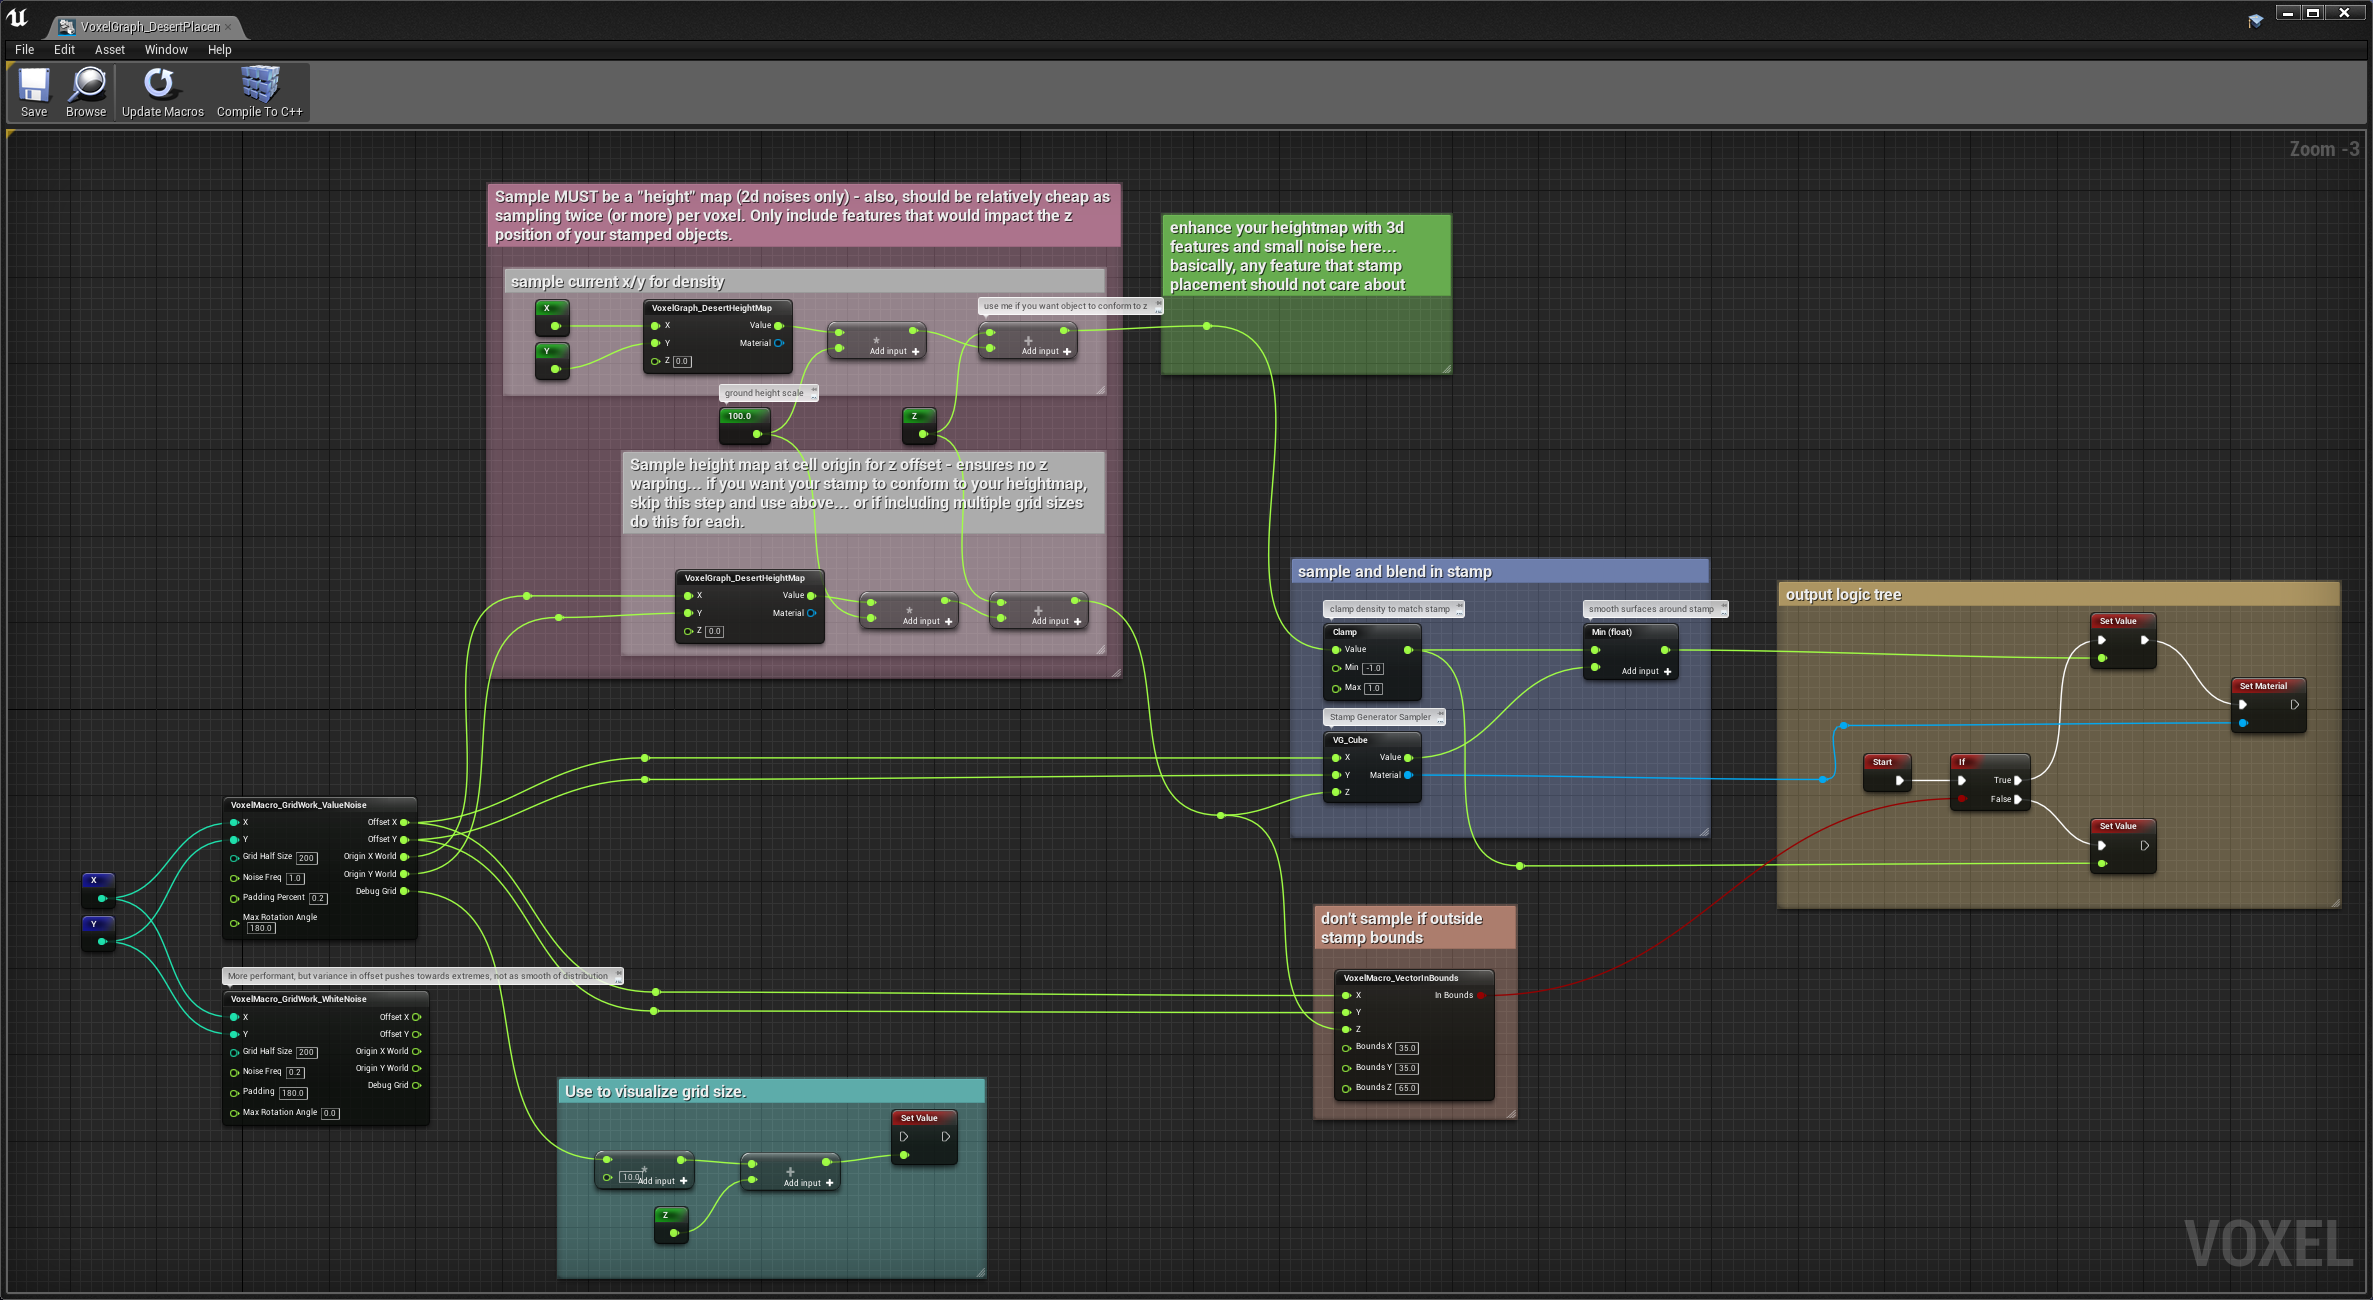 VoxelGraph_DesertPlacem
File Edit Asset Window Help
Save Browse Update Macros Compile To C++
Zoom -3
Sample MUST be a "height" map (2d noises only) - also, should be relatively cheap as
sampling twice (or more) per voxel. Only include features that would impact the z
position of your stamped objects.
sample current x/y for density
X
Y
VoxelGraph_DesertHeightMap
X Value
Y Material
Z 0.0
*
Add input
use me if you want object to conform to z
+
Add input
ground height scale
100.0
Z
Sample height map at cell origin for z offset - ensures no z
warping... if you want your stamp to conform to your heightmap,
skip this step and use above... or if including multiple grid sizes
do this for each.
VoxelGraph_DesertHeightMap
X Value
Y Material
Z 0.0
*
Add input
+
Add input
enhance your heightmap with 3d
features and small noise here...
basically, any feature that stamp
placement should not care about
sample and blend in stamp
clamp density to match stamp
Clamp
Value
Min -1.0
Max 1.0
smooth surfaces around stamp
Min (float)
Add input
Stamp Generator Sampler
VG_Cube
X Value
Y Material
Z
output logic tree
Set Value
Set Material
Start
If
True
False
Set Value
X
Y
VoxelMacro_GridWork_ValueNoise
X Offset X
Y Offset Y
Grid Half Size 200 Origin X World
Noise Freq 1.0 Origin Y World
Padding Percent 0.2 Debug Grid
Max Rotation Angle
180.0
More performant, but variance in offset pushes towards extremes, not as smooth of distribution
VoxelMacro_GridWork_WhiteNoise
X Offset X
Y Offset Y
Grid Half Size 200 Origin X World
Noise Freq 0.2 Origin Y World
Padding 180.0 Debug Grid
Max Rotation Angle 0.0
don't sample if outside
stamp bounds
VoxelMacro_VectorInBounds
X In Bounds
Y
Z
Bounds X 35.0
Bounds Y 35.0
Bounds Z 65.0
Use to visualize grid size.
Set Value
10.0 *
Add input
+
Add input
Z
VOXEL